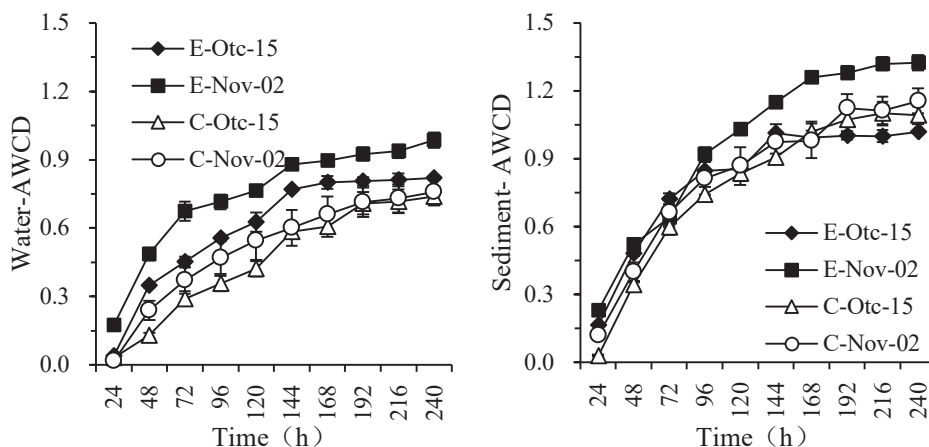 Water-AWCD
1.5
1.2
0.9
0.6
0.3
0.0
E-Otc-15
E-Nov-02
C-Otc-15
C-Nov-02
24 48 72 96 120 144 168 192 216 240
Time（h）
Sediment- AWCD
1.5
1.2
0.9
0.6
0.3
0.0
E-Otc-15
E-Nov-02
C-Otc-15
C-Nov-02
24 48 72 96 120 144 168 192 216 240
Time（h）